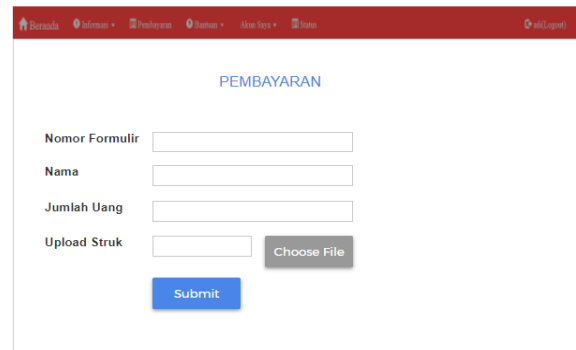 Beranda Informasi Pembayaran Bantuan Akun Saya Status adi(Logout)
PEMBAYARAN
Nomor Formulir
Nama
Jumlah Uang
Upload Struk Choose File
Submit